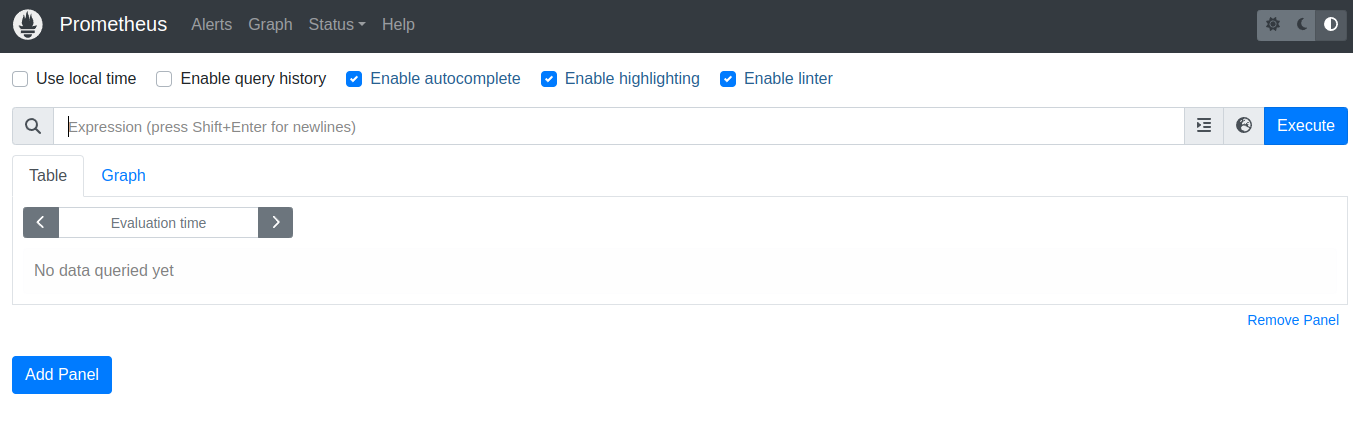 Prometheus Alerts Graph Status Help
Use local time Enable query history Enable autocomplete Enable highlighting Enable linter
Expression (press Shift+Enter for newlines) Execute
Table Graph
Evaluation time
No data queried yet
Remove Panel
Add Panel